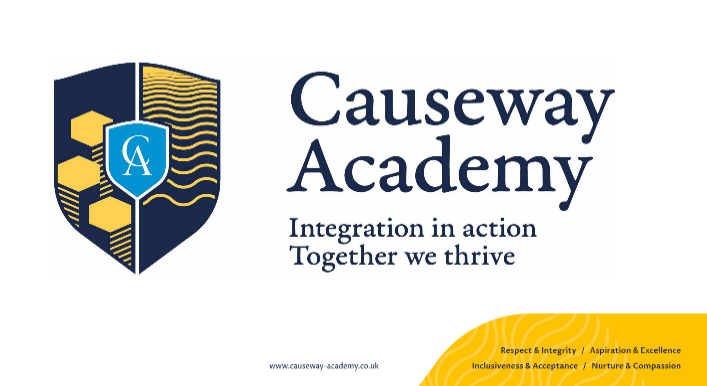 CA
Causeway
Academy
Integration in action
Together we thrive
www.causeway-academy.co.uk
Respect & Integrity / Aspiration & Excellence
Inclusiveness & Acceptance / Nurture & Compassion